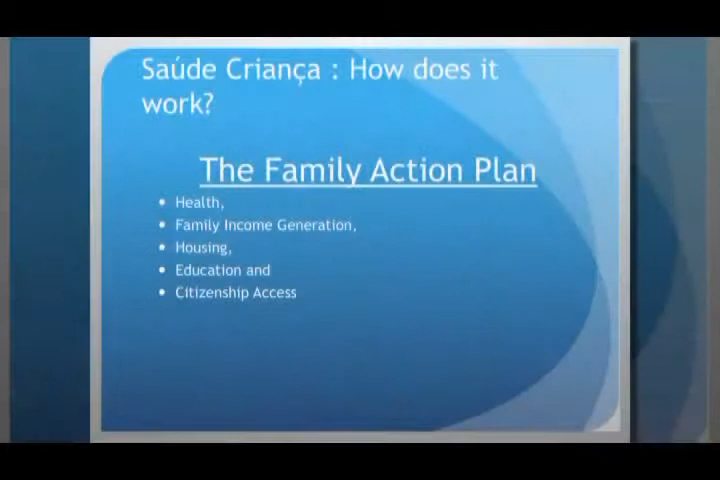 Saúde Criança : How does it
work?
The Family Action Plan
Health,
Family Income Generation,
Housing,
Education and
Citizenship Access